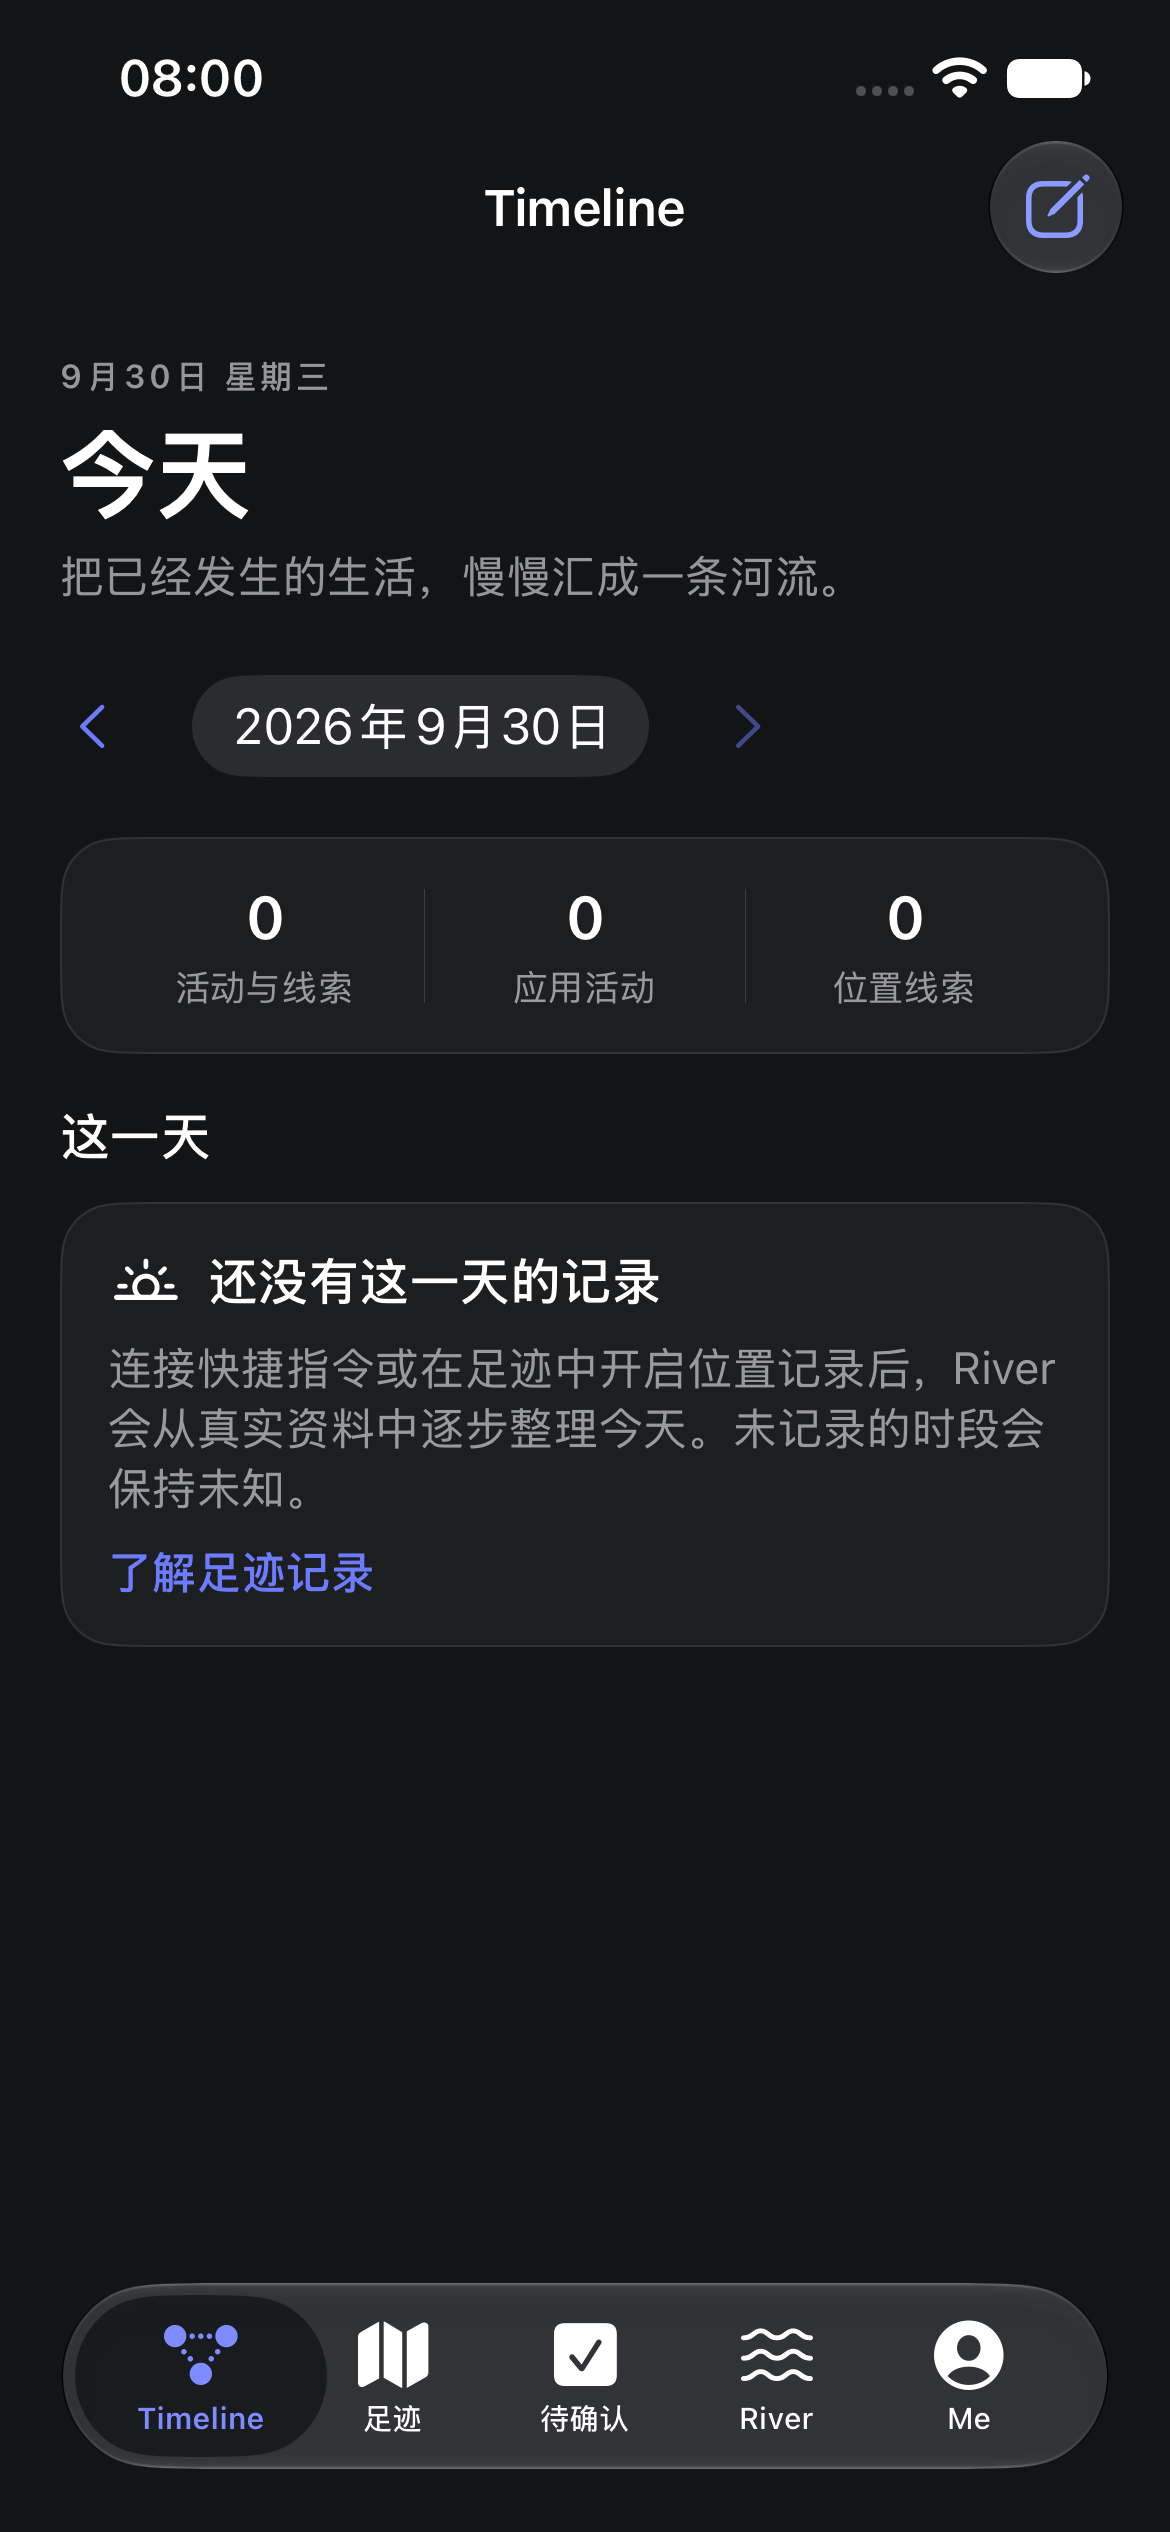 08:00
Timeline
9月30日 星期三
今天
把已经发生的生活，慢慢汇成一条河流。
2026年9月30日
0 0 0
活动与线索 应用活动 位置线索
这一天
还没有这一天的记录
连接快捷指令或在足迹中开启位置记录后，River
会从真实资料中逐步整理今天。未记录的时段会
保持未知。
了解足迹记录
Timeline 足迹 待确认 River Me